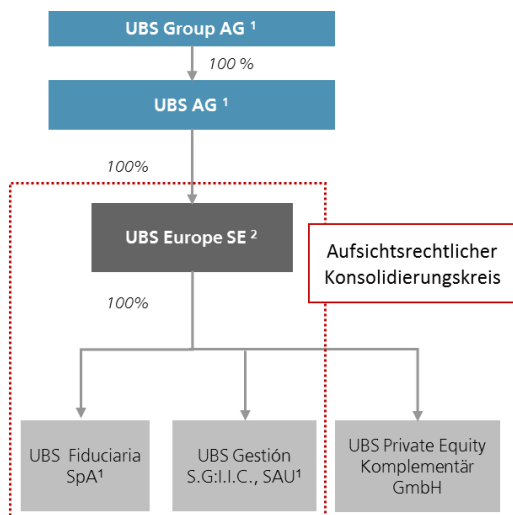 UBS Group AG ¹
100 %
UBS AG ¹
100%
UBS Europe SE ²
Aufsichtsrechtlicher
Konsolidierungskreis
100%
UBS Fiduciaria
SpA¹
UBS Gestión
S.G:I.I.C., SAU¹
UBS Private Equity
Komplementär
GmbH